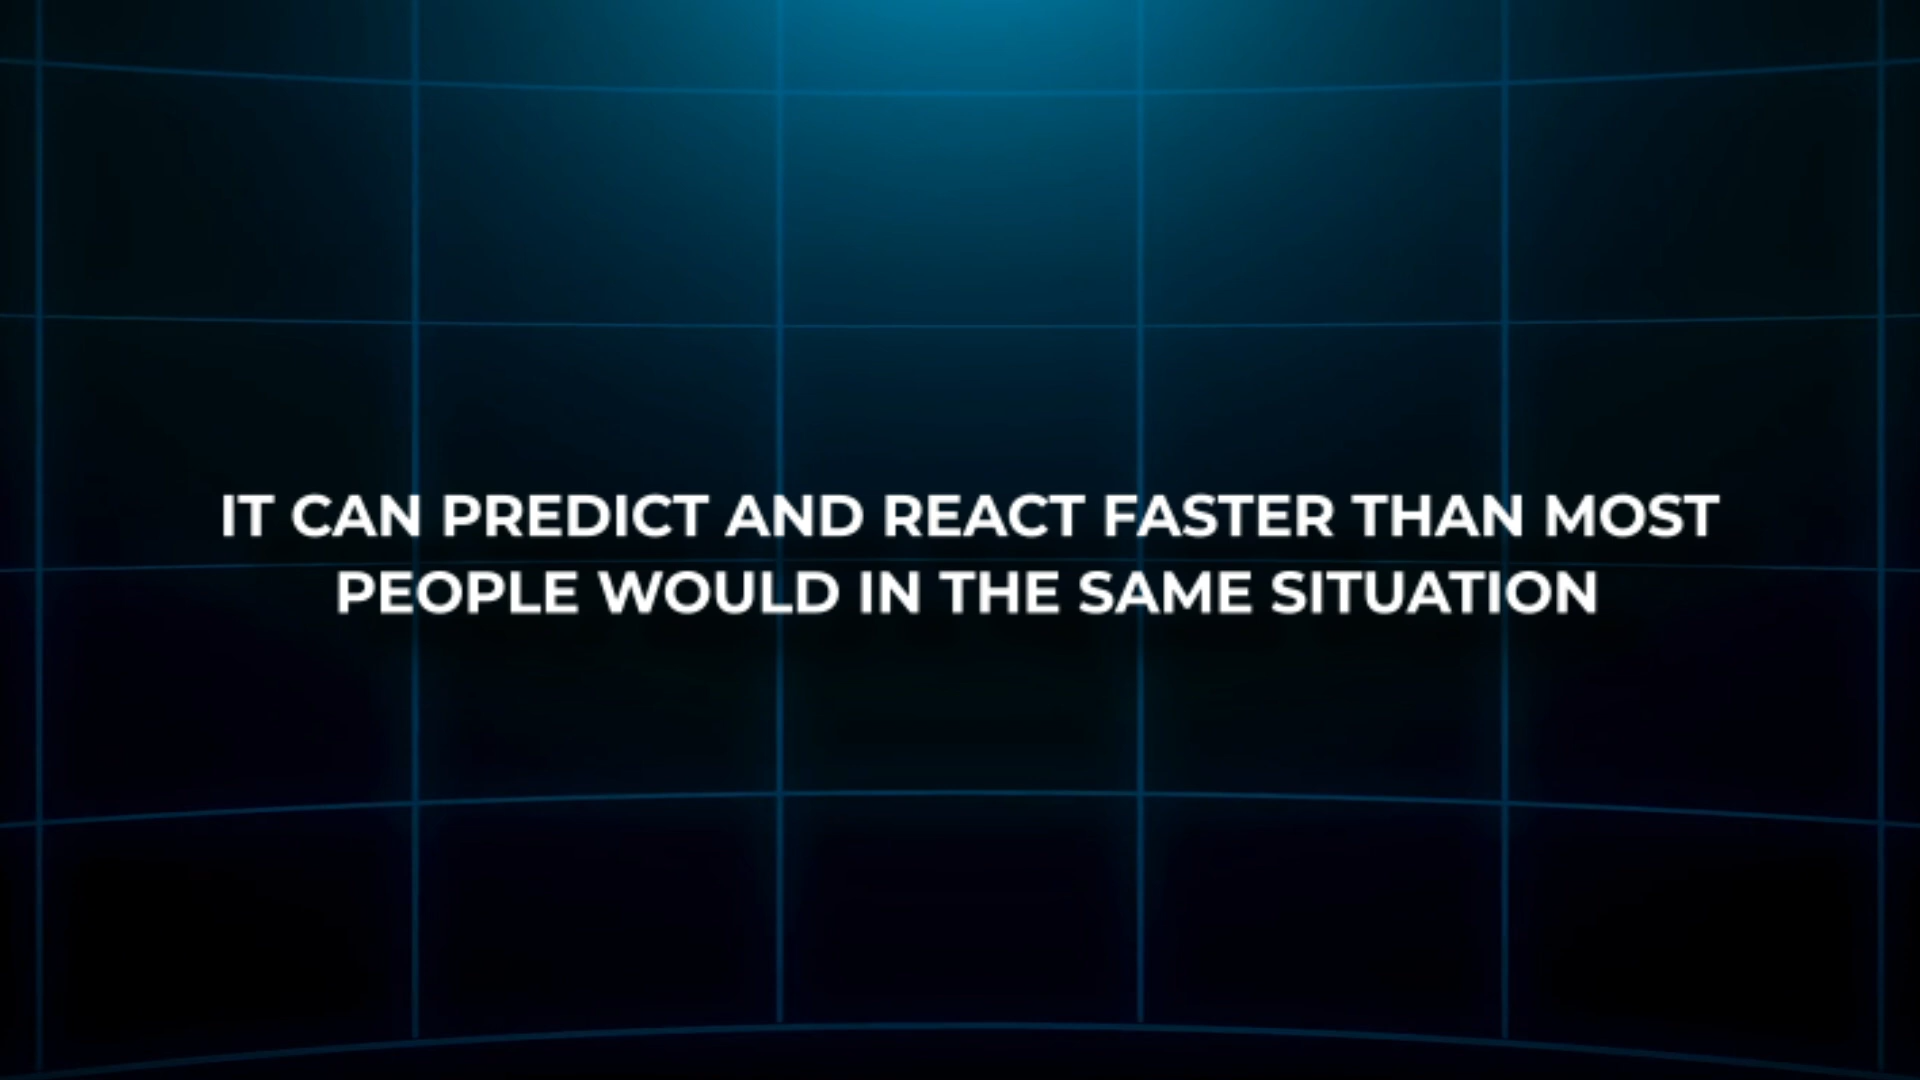 IT CAN PREDICT AND REACT FASTER THAN MOST
PEOPLE WOULD IN THE SAME SITUATION